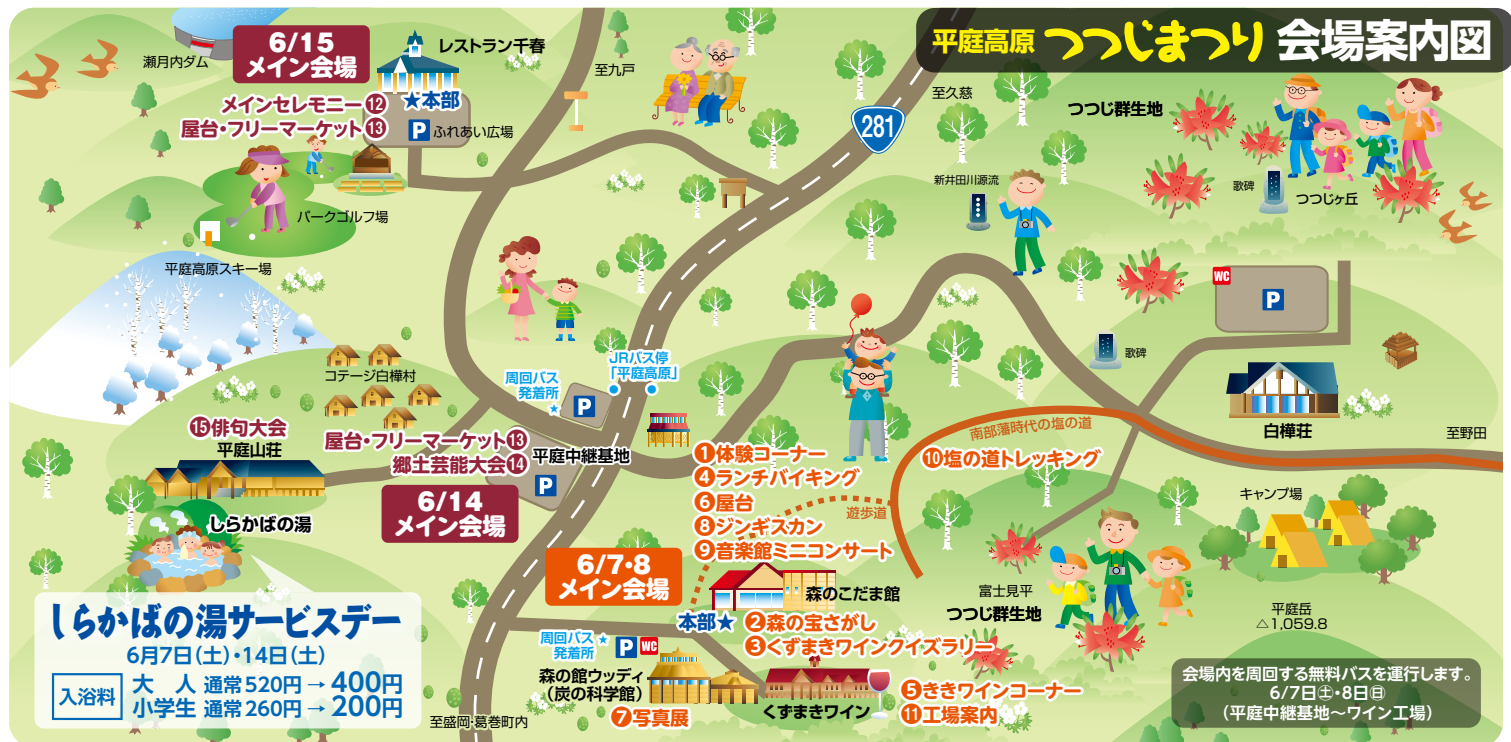 平庭高原 つつじまつり 会場案内図
瀬月内ダム
6/15
メイン会場
レストラン千春
★本部
メインセレモニー⑫
屋台・フリーマーケット⑬
P ふれあい広場
パークゴルフ場
平庭高原スキー場
至九戸
281
至久慈
つつじ群生地
新井田川源流
歌碑
つつじヶ丘
WC
P
歌碑
白樺荘
至野田
コテージ白樺村
周回バス
発着所
★
P
JRバス停
「平庭高原」
⑮俳句大会
平庭山荘
屋台・フリーマーケット⑬
郷土芸能大会⑭
平庭中継基地
P
6/14
メイン会場
しらかばの湯
①体験コーナー
④ランチバイキング
⑥屋台
⑧ジンギスカン
⑨音楽館ミニコンサート
南部藩時代の塩の道
⑩塩の道トレッキング
遊歩道
キャンプ場
6/7・8
メイン会場
森のこだま館
本部★
②森の宝さがし
③くずまきワインクイズラリー
富士見平
つつじ群生地
平庭岳
△1,059.8
周回バス★
発着所
P WC
森の館ウッディ
(炭の科学館)
⑦写真展
くずまきワイン
⑤ききワインコーナー
⑪工場案内
至盛岡・葛巻町内
しらかばの湯サービスデー
6月7日(土)・14日(土)
入浴料
大 人 通常520円 → 400円
小学生 通常260円 → 200円
会場内を周回する無料バスを運行します。
6/7日㊏・8日㊐
(平庭中継基地～ワイン工場)